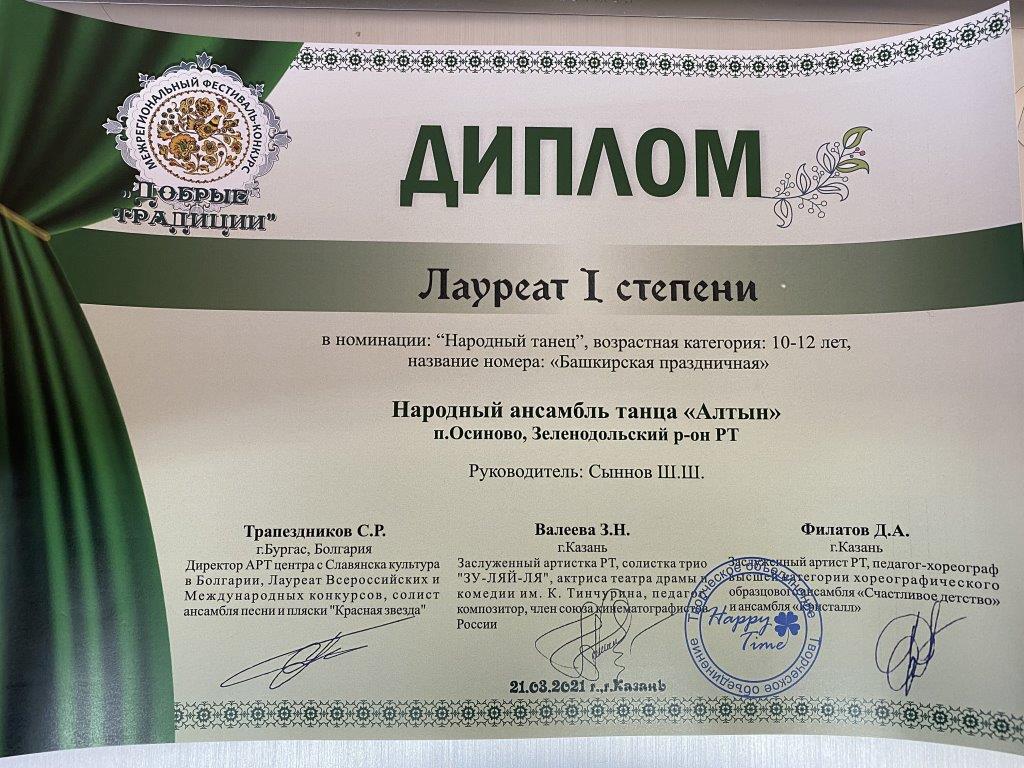 МЕЖРЕГИОНАЛЬНЫЙ ФЕСТИВАЛЬ-КОНКУРС
"ДОБРЫЕ
ТРАДИЦИИ"
ДИПЛОМ
Лауреат I степени
в номинации: “Народный танец”, возрастная категория: 10-12 лет,
название номера: «Башкирская праздничная»
Народный ансамбль танца «Алтын»
п.Осиново, Зеленодольский р-он РТ
Руководитель: Сыннов Ш.Ш.
Трапездников С.Р.
г.Бургас, Болгария
Директор АРТ центра с Славянска култура
в Болгарии, Лауреат Всероссийских и
Международных конкурсов, солист
ансамбля песни и пляски "Красная звезда"
Валеева З.Н.
г.Казань
Заслуженный артистка РТ, солистка трио
"ЗУ-ЛЯЙ-ЛЯ", актриса театра драмы и
комедии им. К. Тинчурина, педагог
композитор, член союза кинематографистов
России
Филатов Д.А.
г.Казань
Заслуженный артист РТ, педагог-хореограф
высшей категории хореографического
образцового ансамбля «Счастливое детство»
и ансамбля «Кристалл»
Творческое объединение
Творческое объединение
Happy
Time
21.03.2021 г.,г.Казань